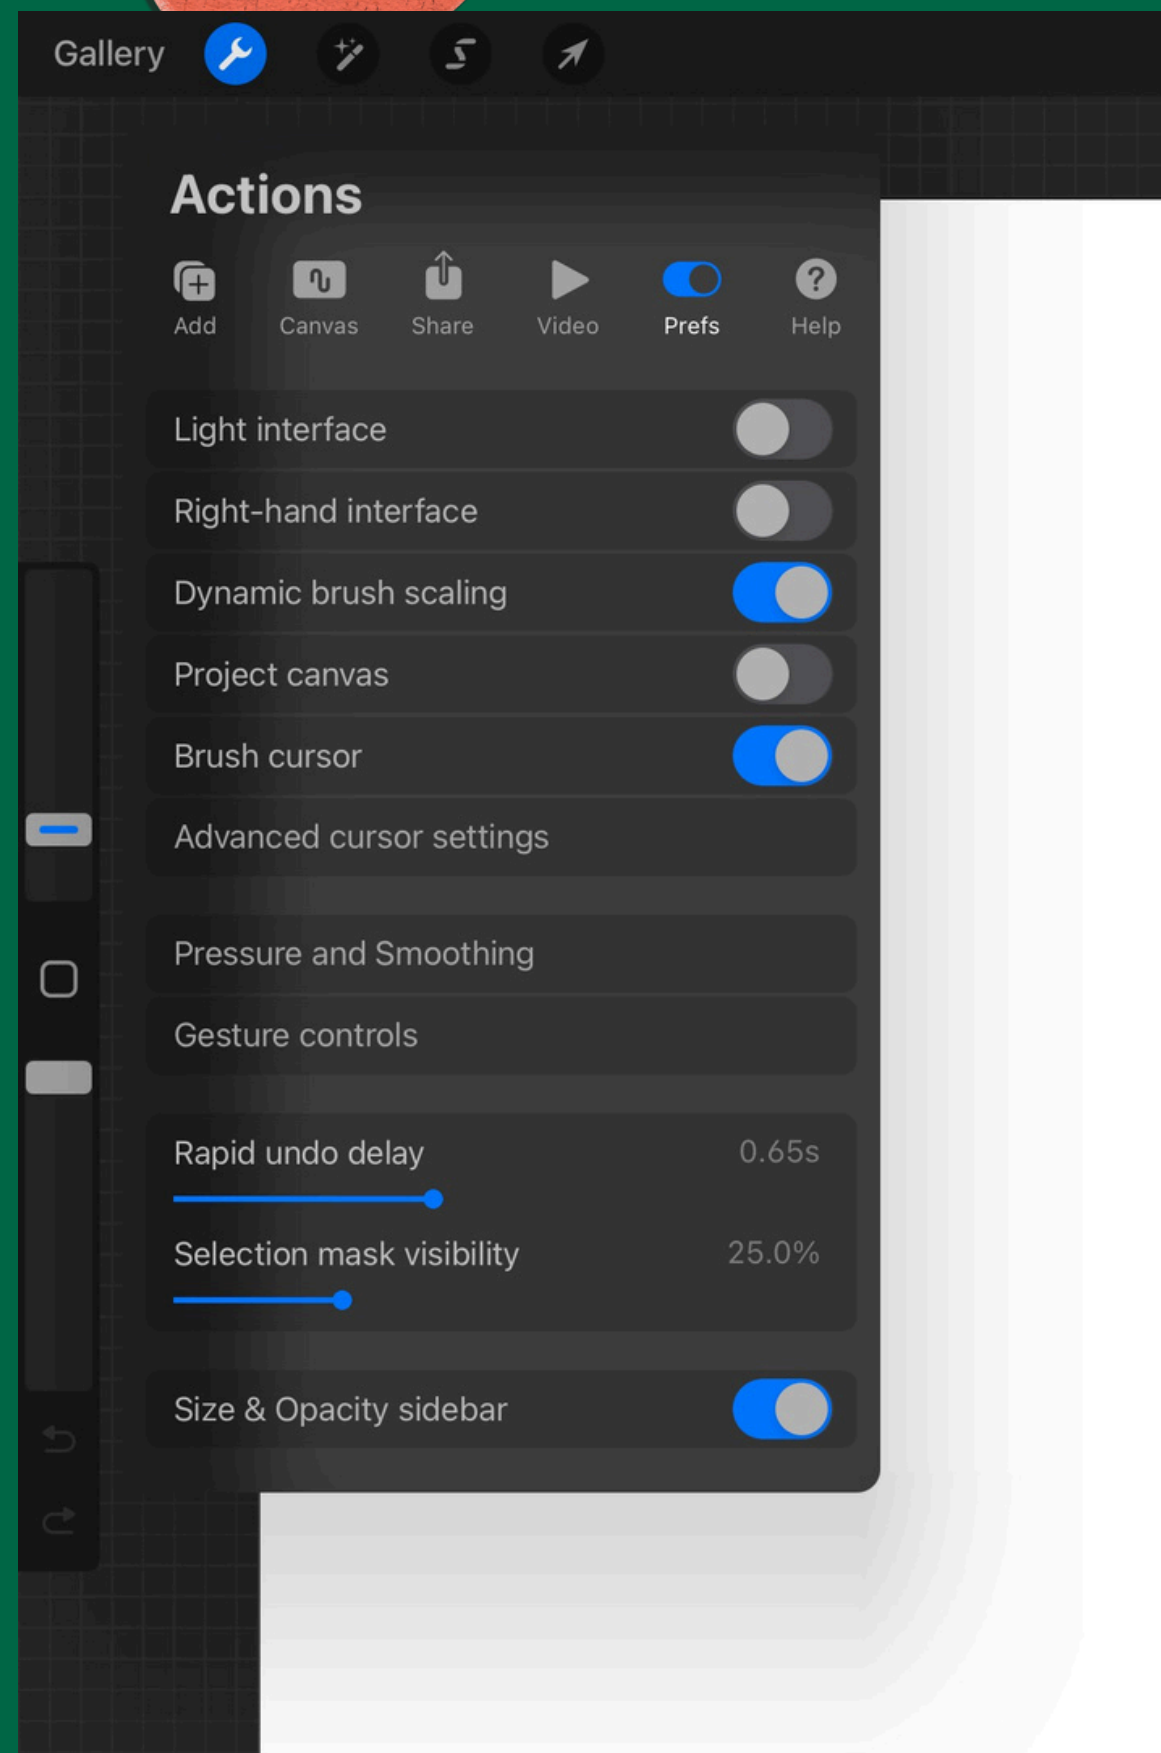 Gallery
Actions
Add Canvas Share Video Prefs Help
Light interface
Right-hand interface
Dynamic brush scaling
Project canvas
Brush cursor
Advanced cursor settings
Pressure and Smoothing
Gesture controls
Rapid undo delay 0.65s
Selection mask visibility 25.0%
Size & Opacity sidebar